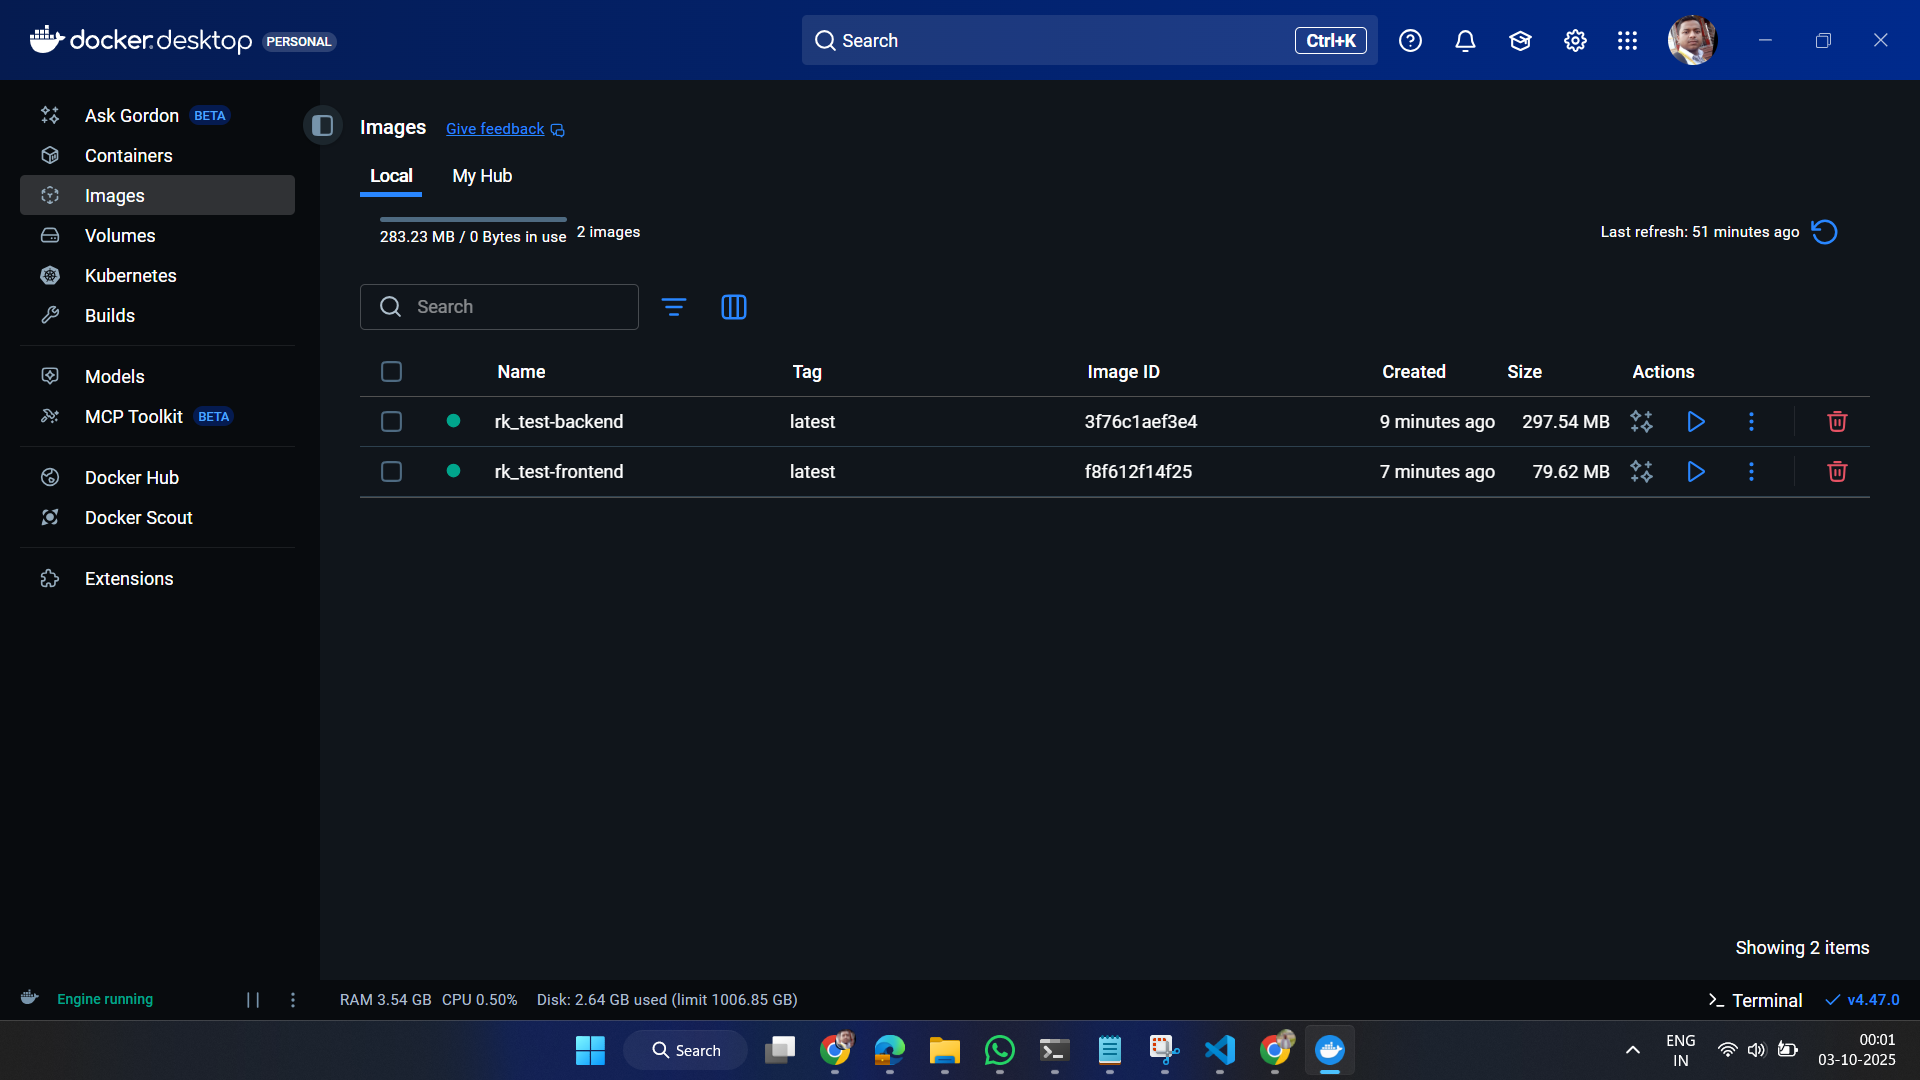 docker.desktop PERSONAL
Search Ctrl+K
Ask Gordon BETA
Containers
Images
Volumes
Kubernetes
Builds
Models
MCP Toolkit BETA
Docker Hub
Docker Scout
Extensions
Images Give feedback
Local My Hub
283.23 MB / 0 Bytes in use 2 images
Last refresh: 51 minutes ago
Search
Name Tag Image ID Created Size Actions
rk_test-backend latest 3f76c1aef3e4 9 minutes ago 297.54 MB
rk_test-frontend latest f8f612f14f25 7 minutes ago 79.62 MB
Showing 2 items
Engine running RAM 3.54 GB CPU 0.50% Disk: 2.64 GB used (limit 1006.85 GB) Terminal v4.47.0
Search
ENG
IN
00:01
03-10-2025